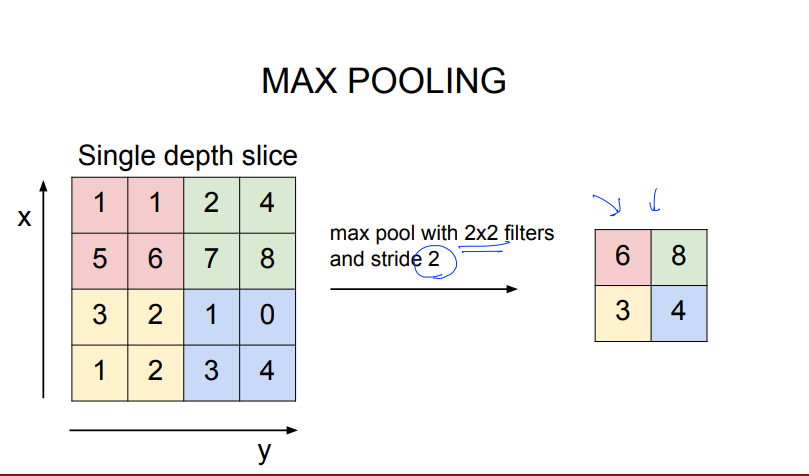 MAX POOLING
Single depth slice
x
1 1 2 4
5 6 7 8
3 2 1 0
1 2 3 4
y
max pool with 2x2 filters
and stride 2
6 8
3 4